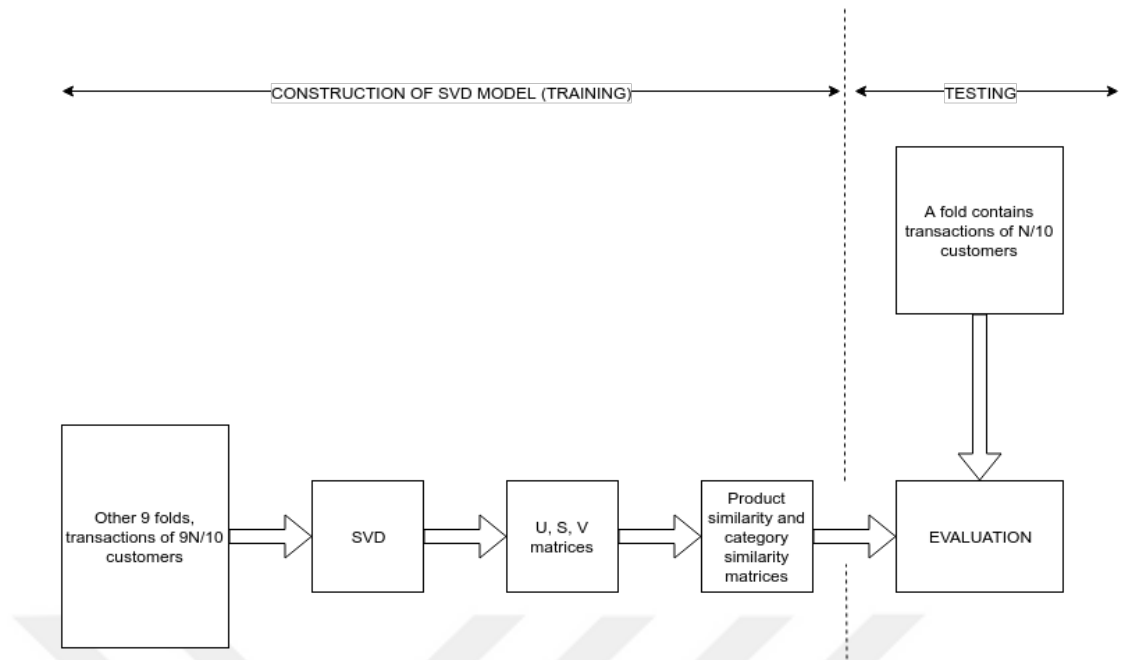 CONSTRUCTION OF SVD MODEL (TRAINING)
TESTING
A fold contains
transactions of N/10
customers
Other 9 folds,
transactions of 9N/10
customers
SVD
U, S, V
matrices
Product
similarity and
category
similarity
matrices
EVALUATION